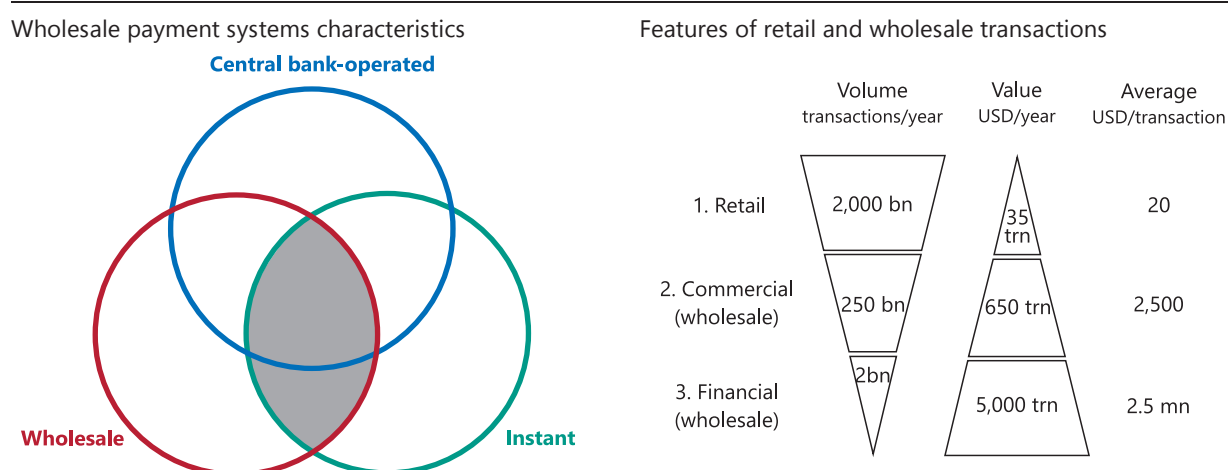 Wholesale payment systems characteristics
Central bank-operated
Wholesale
Instant
Features of retail and wholesale transactions
Volume
transactions/year
Value
USD/year
Average
USD/transaction
1. Retail
2,000 bn
35
trn
20
2. Commercial
(wholesale)
250 bn
650 trn
2,500
3. Financial
(wholesale)
2bn
5,000 trn
2.5 mn